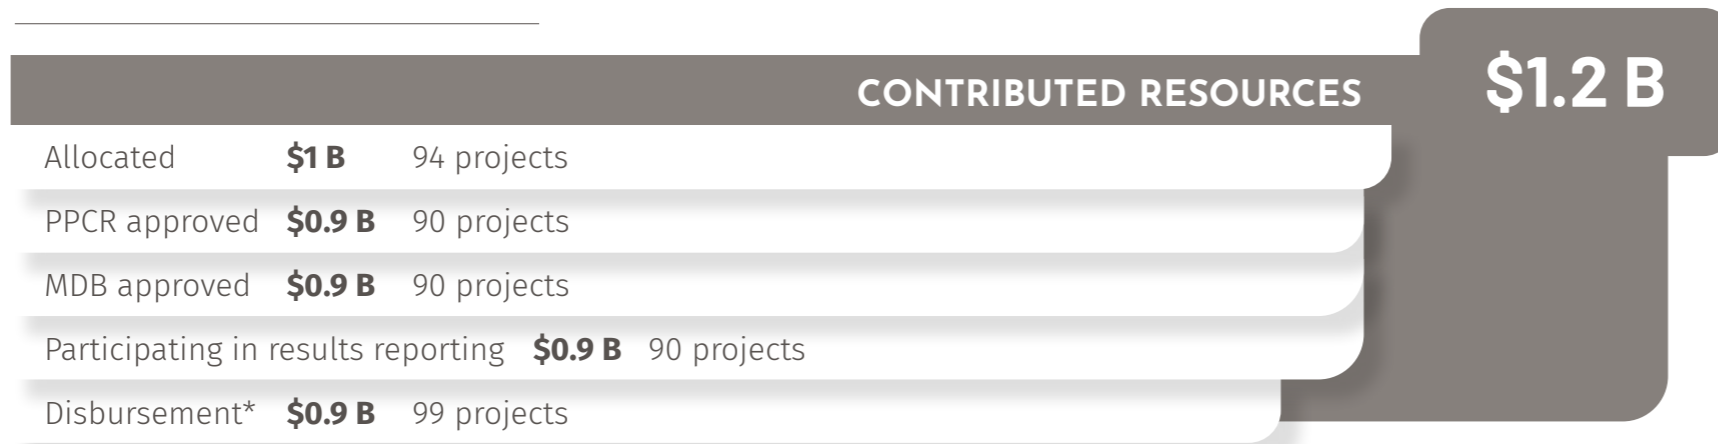 CONTRIBUTED RESOURCES $1.2 B
Allocated $1 B 94 projects
PPCR approved $0.9 B 90 projects
MDB approved $0.9 B 90 projects
Participating in results reporting $0.9 B 90 projects
Disbursement* $0.9 B 99 projects